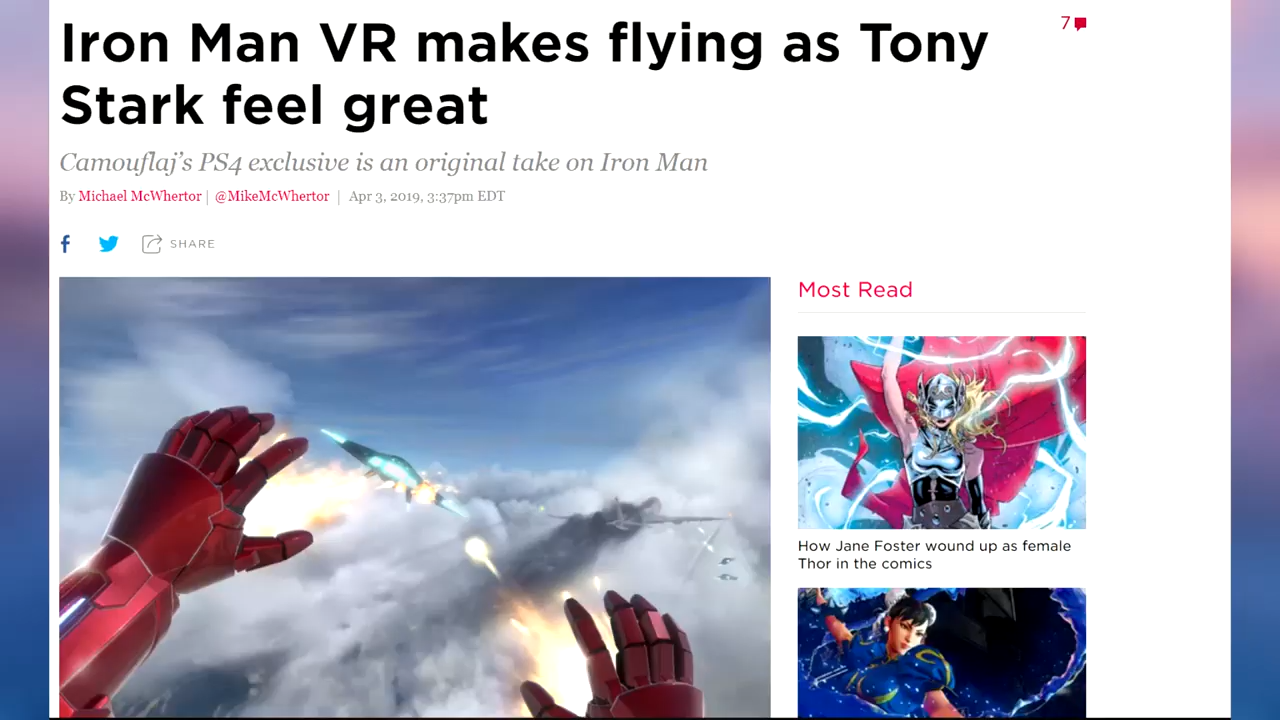 Iron Man VR makes flying as Tony
Stark feel great
7
Camouflaj's PS4 exclusive is an original take on Iron Man
By Michael McWhertor | @MikeMcWhertor | Apr 3, 2019, 3:37pm EDT
SHARE
Most Read
How Jane Foster wound up as female
Thor in the comics